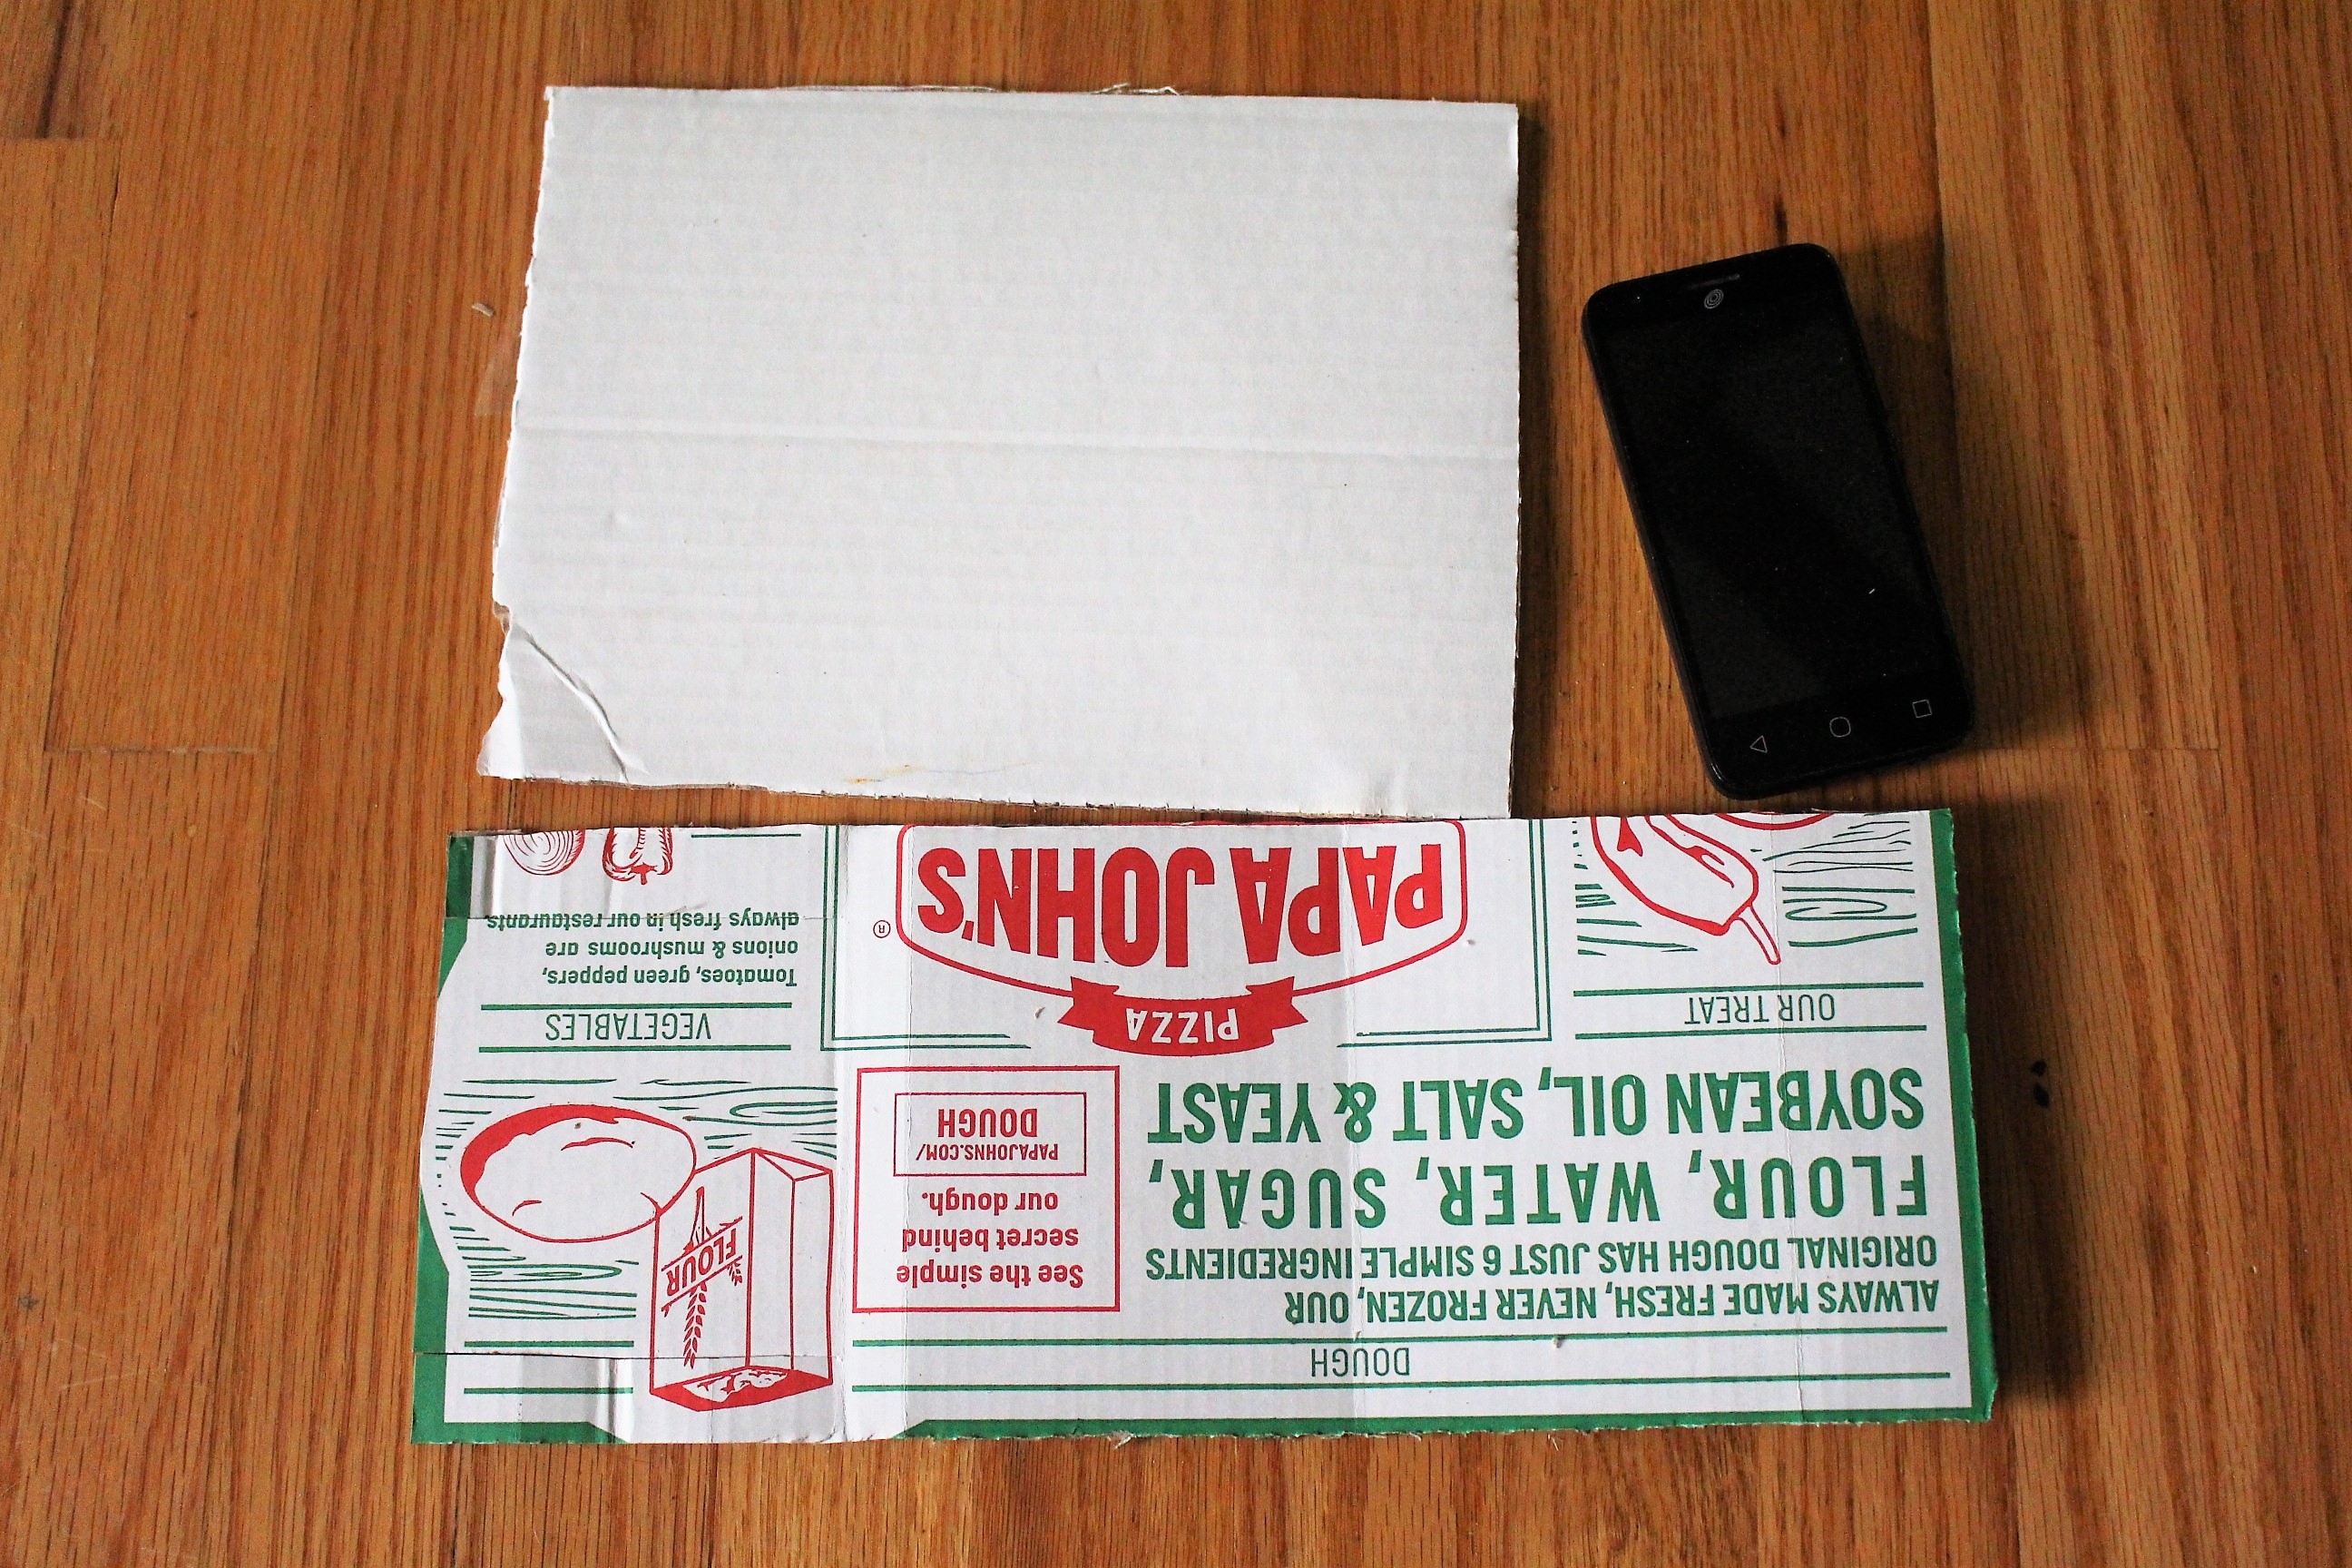 DOUGH
ALWAYS MADE FRESH, NEVER FROZEN, OUR
ORIGINAL DOUGH HAS JUST 6 SIMPLE INGREDIENTS
FLOUR, WATER, SUGAR,
SOYBEAN OIL, SALT & YEAST
See the simple
secret behind
our dough.
PAPAJOHNS.COM/
DOUGH
FLOUR
OUR TREAT
PIZZA
PAPA JOHN'S
®
VEGETABLES
Tomatoes, green peppers,
onions & mushrooms are
always fresh in our restaurants